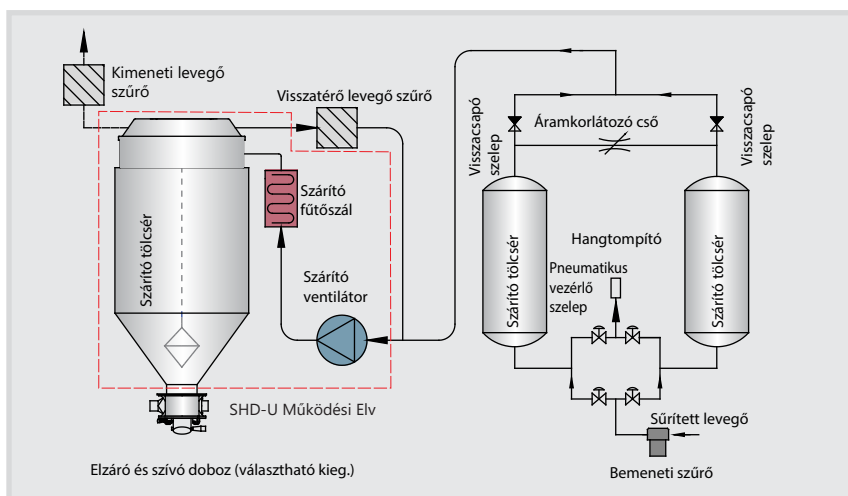 Kimeneti levegő
szűrő
Visszatérő levegő szűrő
Szárító tölcsér
Szárító
fűtőszál
Szárító
ventilátor
SHD-U Működési Elv
Elzáró és szívó doboz (választható kieg.)
Visszacsapó
szelep
Áramkorlátozó cső
Visszacsapó
szelep
Szárító tölcsér
Hangtompító
Pneumatikus
vezérlő
szelep
Szárító tölcsér
Sűrített levegő
Bemeneti szűrő